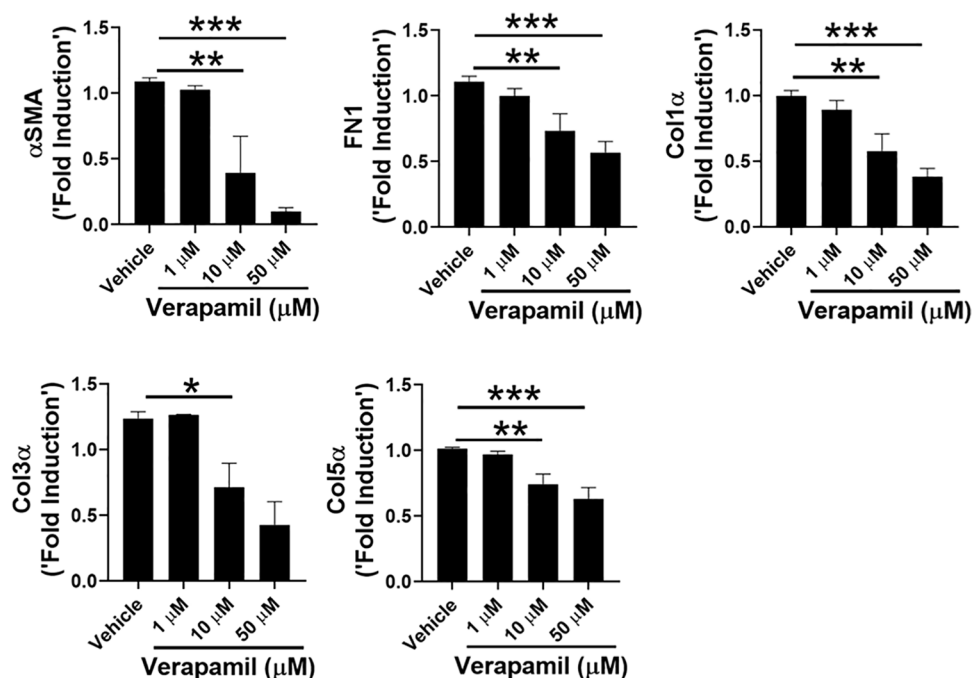 αSMA
('Fold Induction')
1.5
1.0
0.5
0.0
***
**
Vehicle
1 μM
10 μM
50 μM
Verapamil (μM)
FN1
('Fold Induction')
1.5
1.0
0.5
0.0
***
**
Vehicle
1 μM
10 μM
50 μM
Verapamil (μM)
Col1α
('Fold Induction')
1.5
1.0
0.5
0.0
***
**
Vehicle
1 μM
10 μM
50 μM
Verapamil (μM)
Col3α
('Fold Induction')
1.5
1.0
0.5
0.0
*
Vehicle
1 μM
10 μM
50 μM
Verapamil (μM)
Col5α
('Fold Induction')
1.5
1.0
0.5
0.0
***
**
Vehicle
1 μM
10 μM
50 μM
Verapamil (μM)